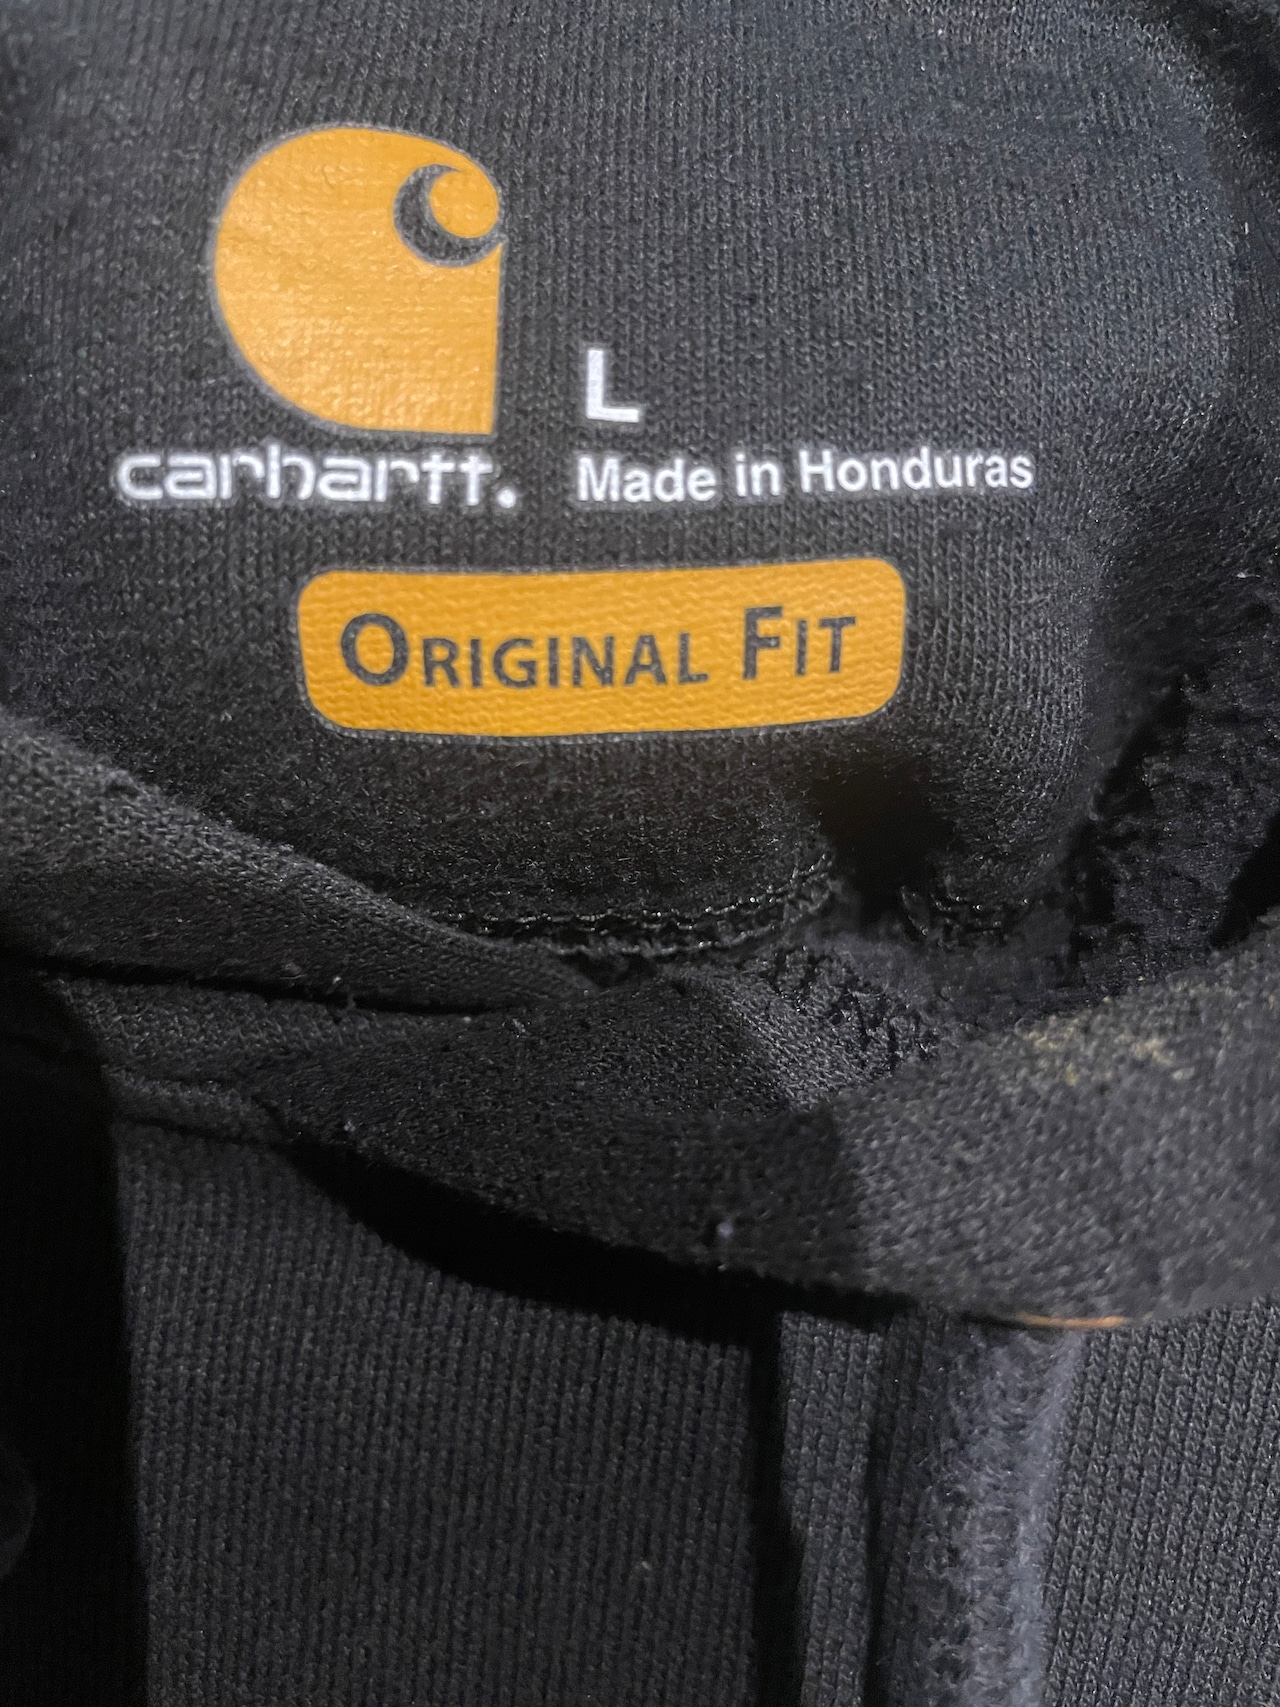 L
carhartt.
Made in Honduras
ORIGINAL FIT